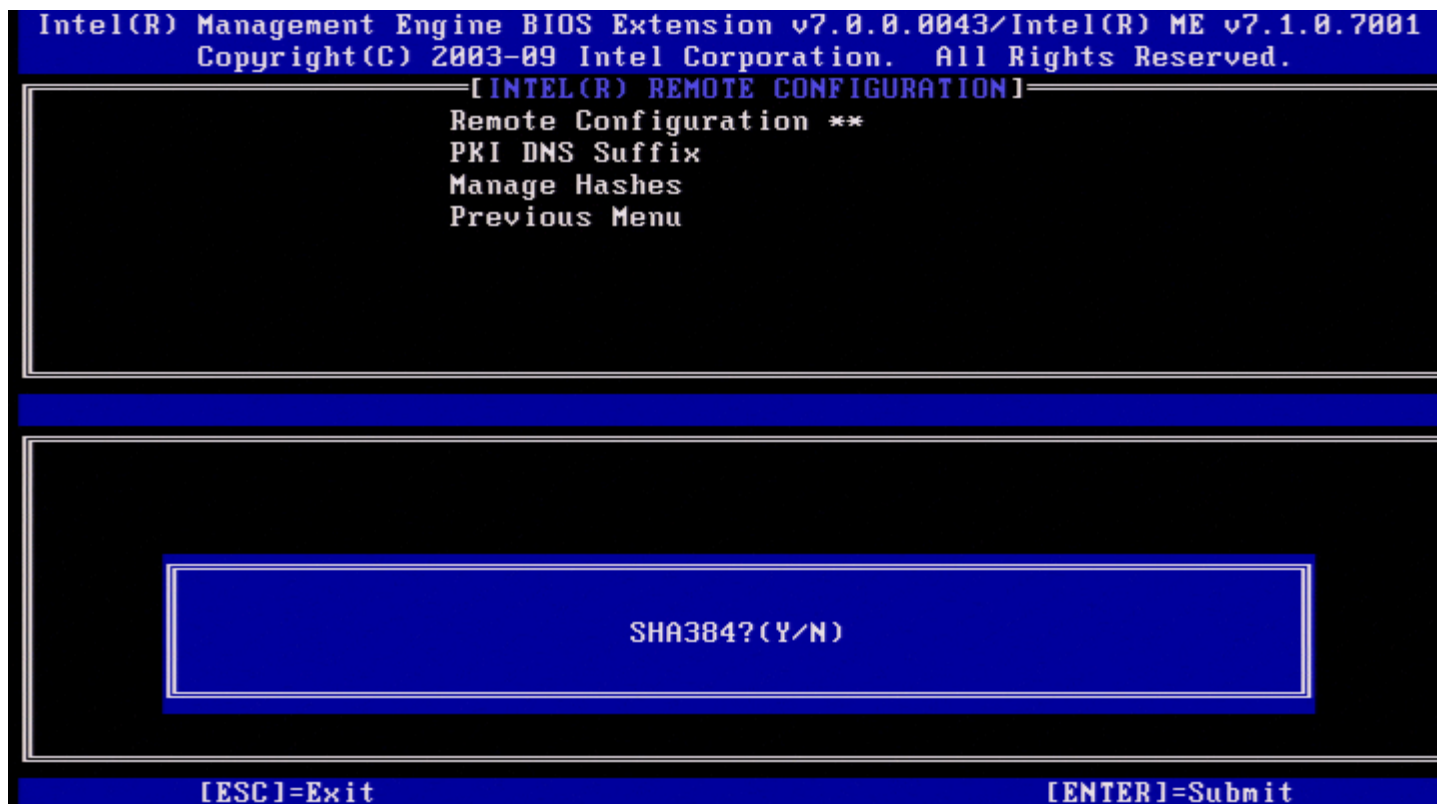 Intel(R) Management Engine BIOS Extension v7.0.0.0043/Intel(R) ME v7.1.0.7001
Copyright(C) 2003-09 Intel Corporation. All Rights Reserved.
[INTEL(R) REMOTE CONFIGURATION]
Remote Configuration **
PKI DNS Suffix
Manage Hashes
Previous Menu
SHA384?(Y/N)
[ESC]=Exit [ENTER]=Submit